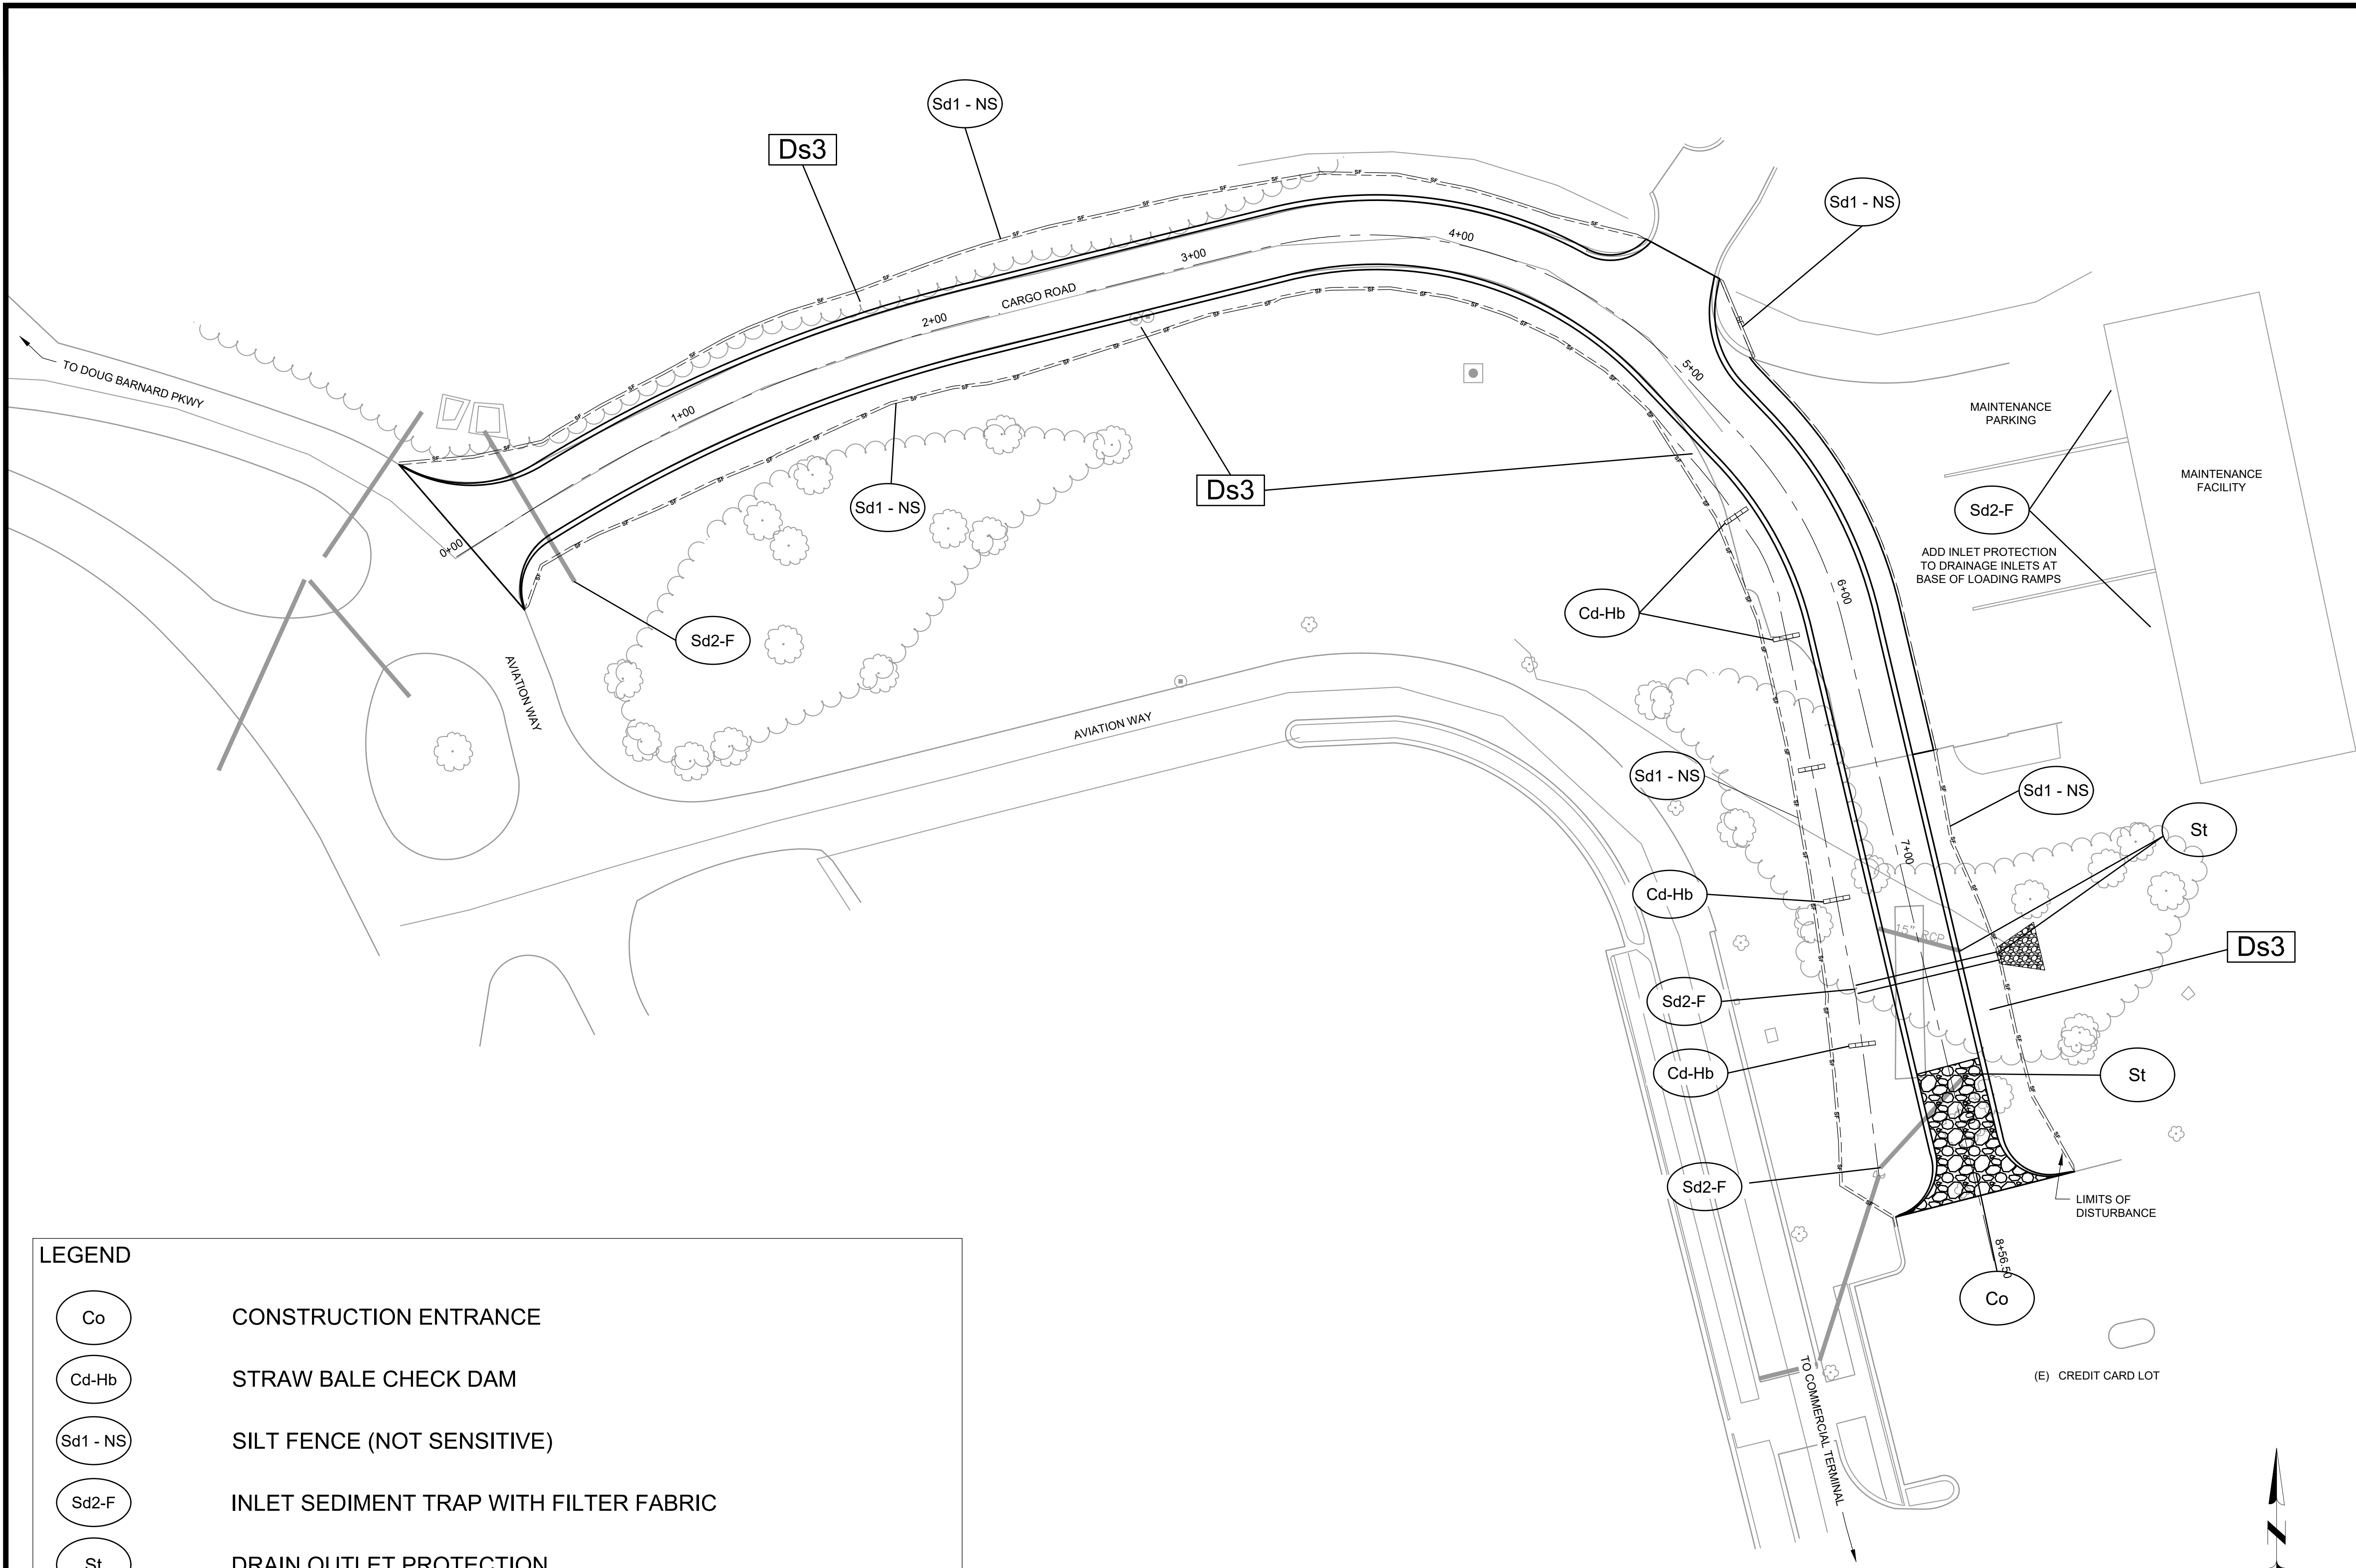 Sd1 - NS
Ds3
Sd1 - NS
4+00
3+00
CARGO ROAD
2+00
1+00
0+00
5+00
6+00
7+00
8+56.50
TO DOUG BARNARD PKWY
MAINTENANCE
PARKING
MAINTENANCE
FACILITY
Ds3
Sd1 - NS
Sd2-F
ADD INLET PROTECTION
TO DRAINAGE INLETS AT
BASE OF LOADING RAMPS
Cd-Hb
Sd2-F
AVIATION WAY
AVIATION WAY
Sd1 - NS
Sd1 - NS
St
Cd-Hb
15" RCP
Ds3
Sd2-F
Cd-Hb
St
Sd2-F
LIMITS OF
DISTURBANCE
Co
(E) CREDIT CARD LOT
TO COMMERCIAL TERMINAL
LEGEND
Co CONSTRUCTION ENTRANCE
Cd-Hb STRAW BALE CHECK DAM
Sd1 - NS SILT FENCE (NOT SENSITIVE)
Sd2-F INLET SEDIMENT TRAP WITH FILTER FABRIC
St DRAIN OUTLET PROTECTION
N